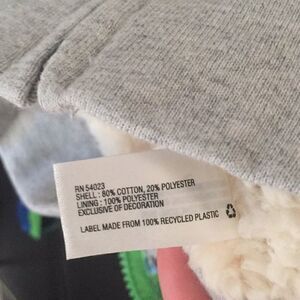 RN 54023
SHELL : 80% COTTON, 20% POLYESTER
LINING : 100% POLYESTER
EXCLUSIVE OF DECORATION
LABEL MADE FROM 100% RECYCLED PLASTIC